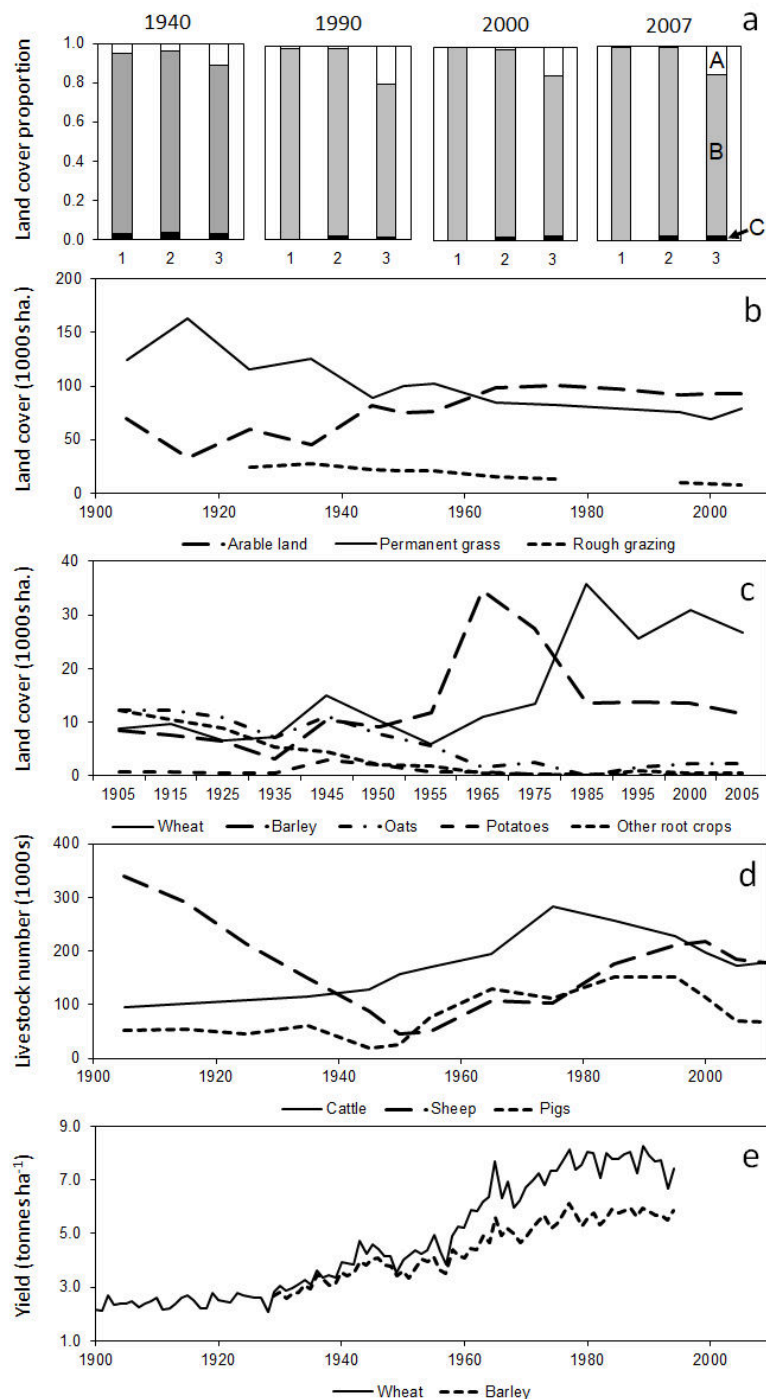 1940 1990 2000 2007 a
Land cover proportion
1.0
0.8
0.6
0.4
0.2
0.0
A
B
C
1 2 3 1 2 3 1 2 3 1 2 3
b
Land cover (1000s ha.)
200
150
100
50
0
1900 1920 1940 1960 1980 2000
Arable land Permanent grass Rough grazing
c
Land cover (1000s ha.)
40
30
20
10
0
1905 1915 1925 1935 1945 1950 1955 1965 1975 1985 1995 2000 2005
Wheat Barley Oats Potatoes Other root crops
d
Livestock number (1000s)
400
300
200
100
0
1900 1920 1940 1960 1980 2000
Cattle Sheep Pigs
e
Yield (tonnes ha⁻¹)
9.0
7.0
5.0
3.0
1.0
1900 1920 1940 1960 1980 2000
Wheat Barley